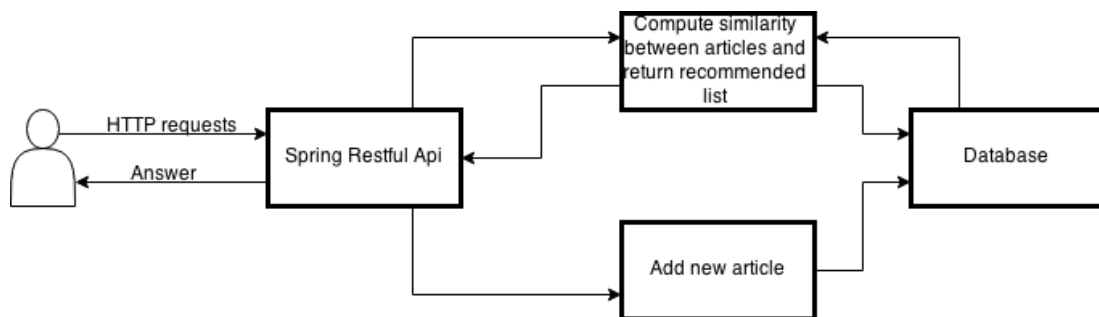 Compute similarity
between articles and
return recommended
list
HTTP requests
Spring Restful Api
Database
Answer
Add new article